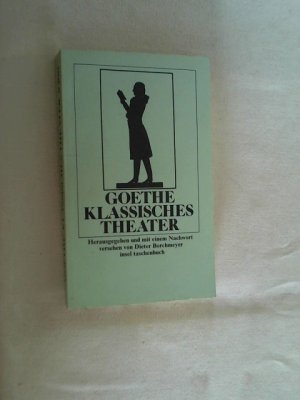 GOETHE
KLASSISCHES
THEATER
Herausgegeben und mit einem Nachwort
versehen von Dieter Borchmeyer
insel taschenbuch